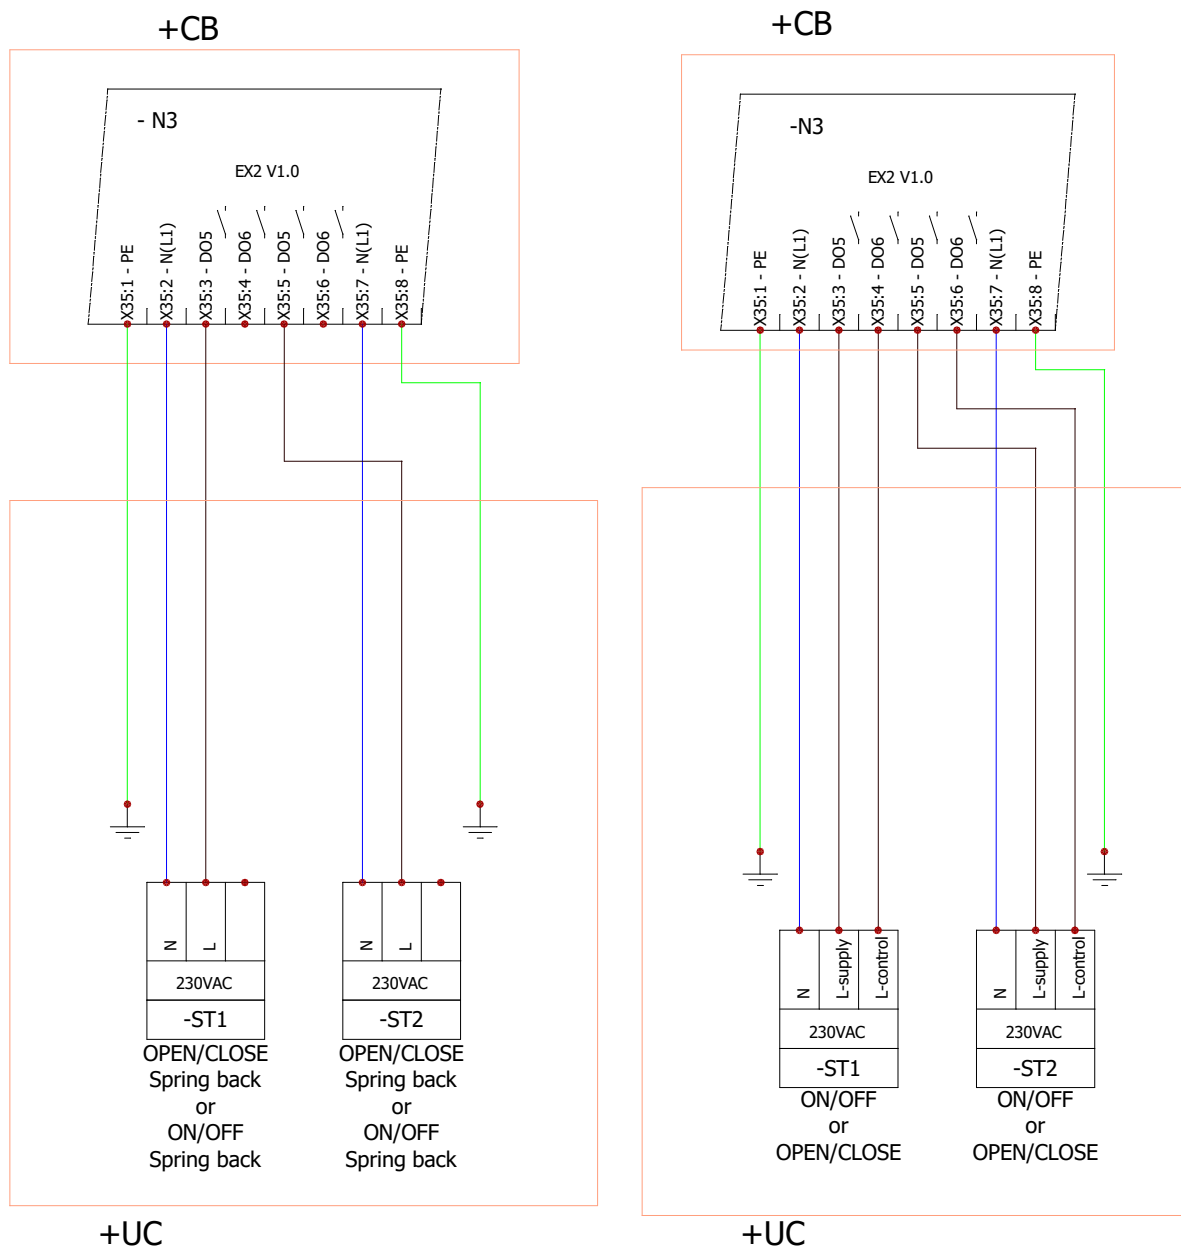 +CB
- N3
EX2 V1.0
X35:1 - PE
X35:2 - N(L1)
X35:3 - DO5
X35:4 - DO6
X35:5 - DO5
X35:6 - DO6
X35:7 - N(L1)
X35:8 - PE
N
L
N
L
230VAC
230VAC
-ST1
-ST2
OPEN/CLOSE
Spring back
or
ON/OFF
Spring back
OPEN/CLOSE
Spring back
or
ON/OFF
Spring back
+UC
+CB
-N3
EX2 V1.0
X35:1 - PE
X35:2 - N(L1)
X35:3 - DO5
X35:4 - DO6
X35:5 - DO5
X35:6 - DO6
X35:7 - N(L1)
X35:8 - PE
N
L-supply
L-control
N
L-supply
L-control
230VAC
230VAC
-ST1
-ST2
ON/OFF
or
OPEN/CLOSE
ON/OFF
or
OPEN/CLOSE
+UC